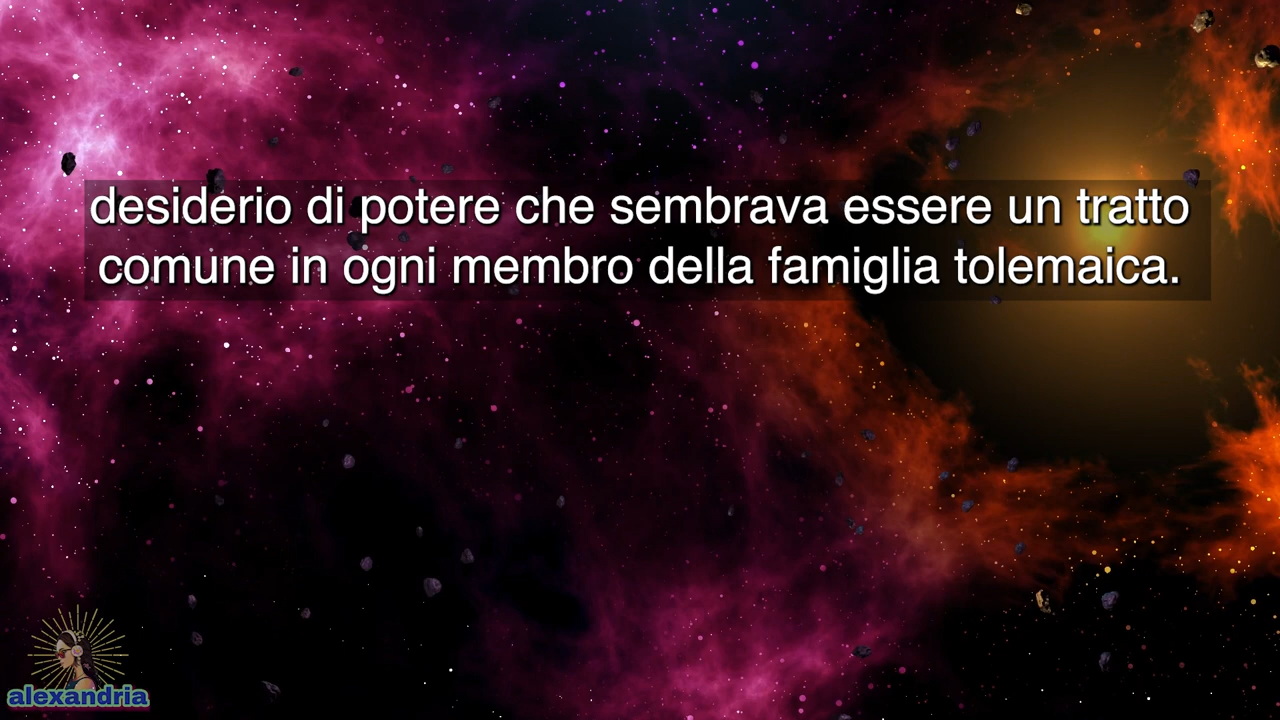 desiderio di potere che sembrava essere un tratto
comune in ogni membro della famiglia tolemaica.
alexandria